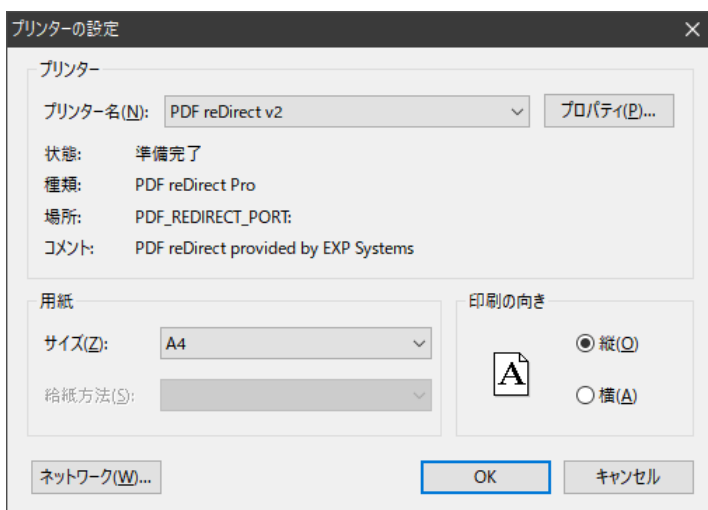 プリンターの設定
プリンター
プリンター名(N): PDF reDirect v2 プロパティ(P)...
状態: 準備完了
種類: PDF reDirect Pro
場所: PDF_REDIRECT_PORT:
コメント: PDF reDirect provided by EXP Systems
用紙
サイズ(Z): A4
給紙方法(S):
印刷の向き
A
縦(O)
横(A)
ネットワーク(W)... OK キャンセル